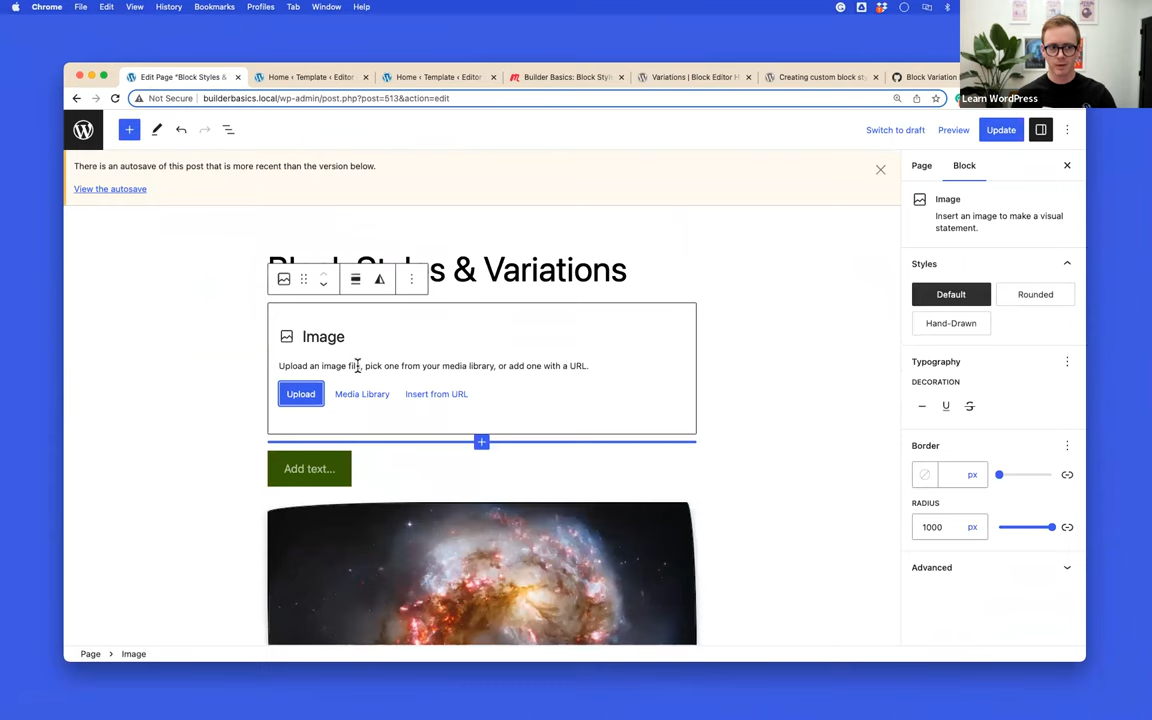 Chrome File Edit View History Bookmarks Profiles Tab Window Help
Edit Page "Block Styles &
Home ‹ Template ‹ Editor
Home ‹ Template ‹ Editor
Builder Basics: Block Style
Variations | Block Editor H
Creating custom block st
Block Variation
Not Secure builderbasics.local/wp-admin/post.php?post=513&action=edit
Learn WordPress
Switch to draft Preview Update
There is an autosave of this post that is more recent than the version below.
View the autosave
Page Block
Image
Insert an image to make a visual
statement.
Styles
Default Rounded
Hand-Drawn
Typography
DECORATION
Border
px
RADIUS
1000 px
Advanced
s & Variations
Image
Upload an image file, pick one from your media library, or add one with a URL.
Upload Media Library Insert from URL
Add text...
Page > Image